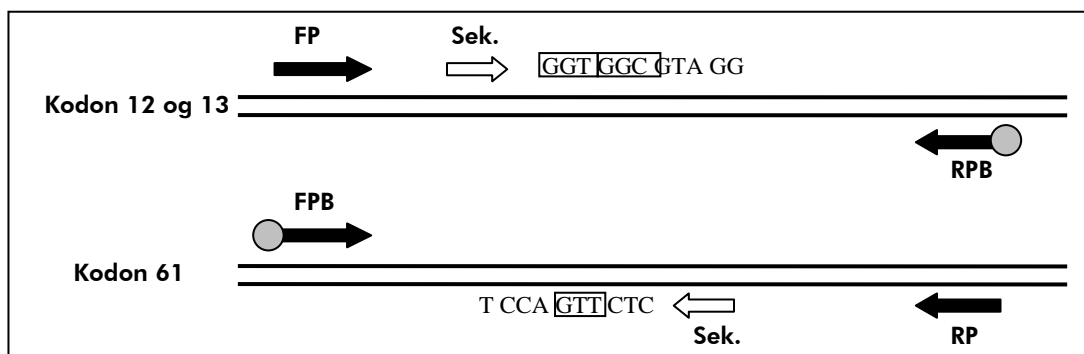 FP Sek. GGT GGC GTA GG
Kodon 12 og 13
RPB
FPB
Kodon 61
T CCA GTT CTC
Sek. RP